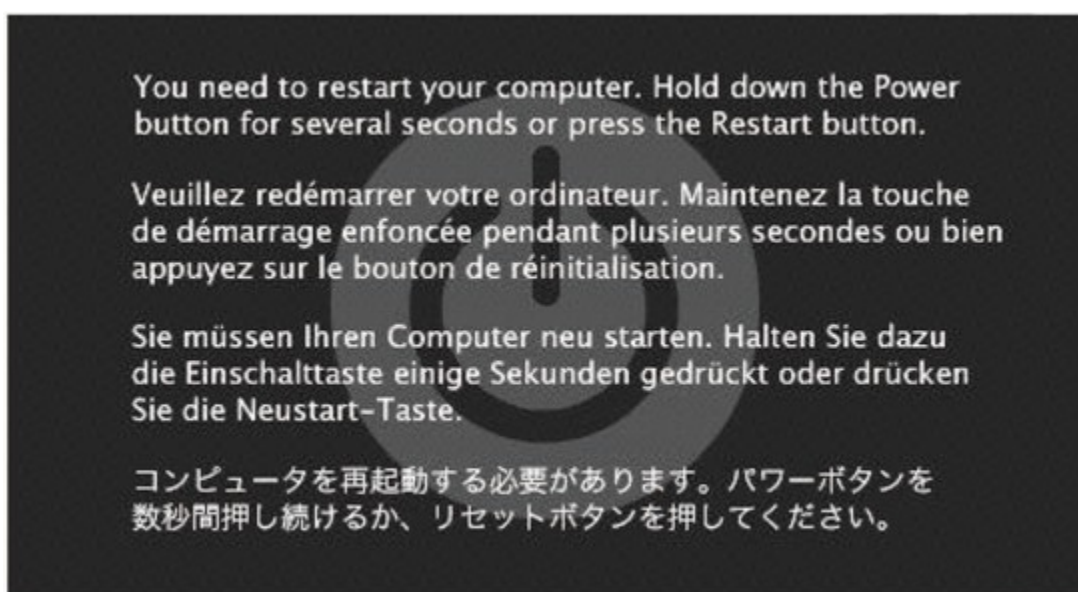 You need to restart your computer. Hold down the Power
button for several seconds or press the Restart button.
Veuillez redémarrer votre ordinateur. Maintenez la touche
de démarrage enfoncée pendant plusieurs secondes ou bien
appuyez sur le bouton de réinitialisation.
Sie müssen Ihren Computer neu starten. Halten Sie dazu
die Einschalttaste einige Sekunden gedrückt oder drücken
Sie die Neustart-Taste.
コンピュータを再起動する必要があります。パワーボタンを
数秒間押し続けるか、リセットボタンを押してください。